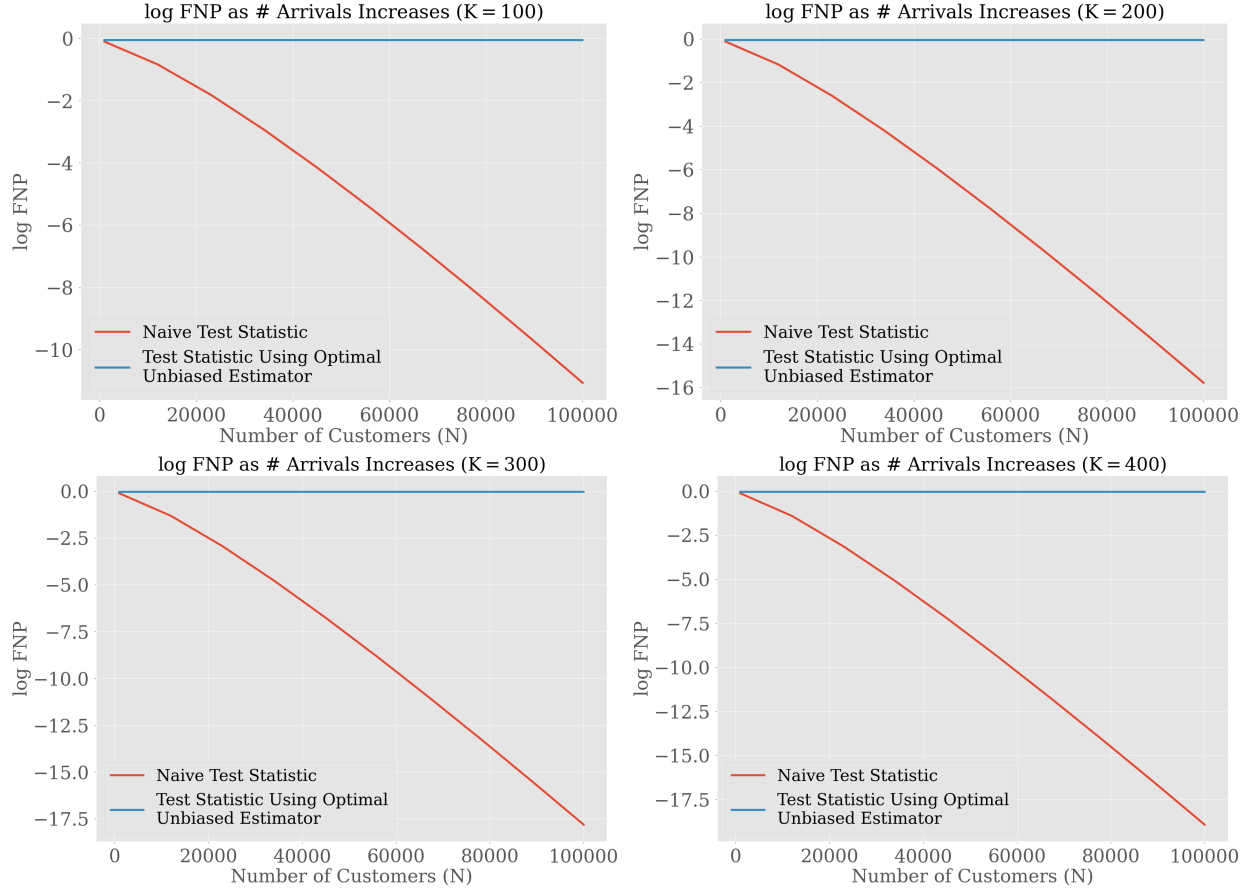 log FNP as # Arrivals Increases (K = 100)
0
−2
−4
−6
−8
−10
log FNP
Naive Test Statistic
Test Statistic Using Optimal
Unbiased Estimator
0 20000 40000 60000 80000 100000
Number of Customers (N)
log FNP as # Arrivals Increases (K = 200)
0
−2
−4
−6
−8
−10
−12
−14
−16
log FNP
Naive Test Statistic
Test Statistic Using Optimal
Unbiased Estimator
0 20000 40000 60000 80000 100000
Number of Customers (N)
log FNP as # Arrivals Increases (K = 300)
0.0
−2.5
−5.0
−7.5
−10.0
−12.5
−15.0
−17.5
log FNP
Naive Test Statistic
Test Statistic Using Optimal
Unbiased Estimator
0 20000 40000 60000 80000 100000
Number of Customers (N)
log FNP as # Arrivals Increases (K = 400)
0.0
−2.5
−5.0
−7.5
−10.0
−12.5
−15.0
−17.5
log FNP
Naive Test Statistic
Test Statistic Using Optimal
Unbiased Estimator
0 20000 40000 60000 80000 100000
Number of Customers (N)